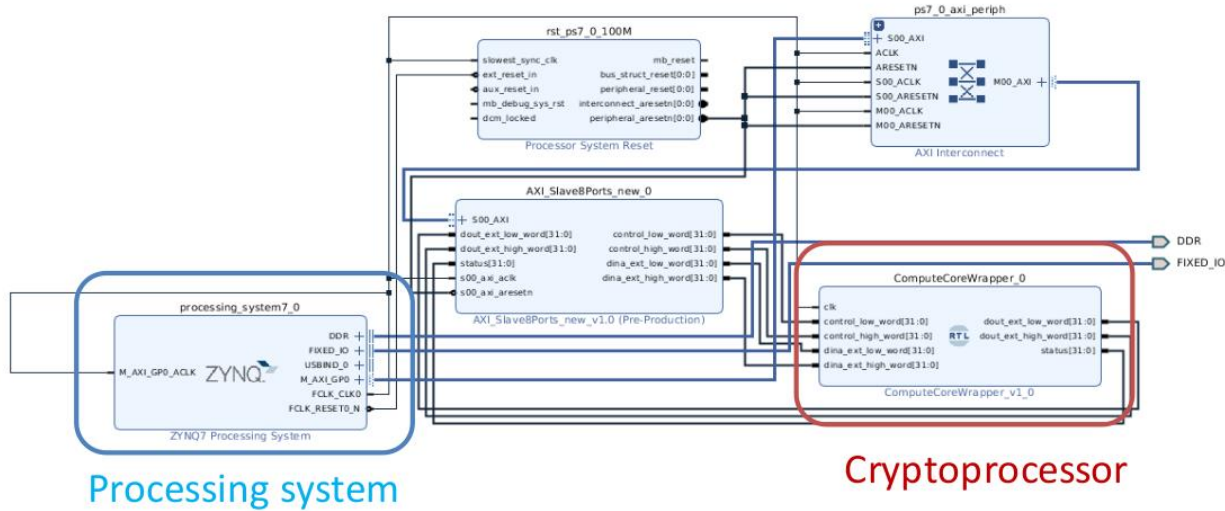 ps7_0_axi_periph
S00_AXI
ACLK
ARESETN
S00_ACLK
S00_ARESETN
M00_ACLK
M00_ARESETN
M00_AXI
AXI Interconnect
rst_ps7_0_100M
slowest_sync_clk
ext_reset_in
aux_reset_in
mb_debug_sys_rst
dcm_locked
mb_reset
bus_struct_reset[0:0]
peripheral_reset[0:0]
interconnect_aresetn[0:0]
peripheral_aresetn[0:0]
Processor System Reset
AXI_Slave8Ports_new_0
S00_AXI
dout_ext_low_word[31:0]
dout_ext_high_word[31:0]
status[31:0]
s00_axi_aclk
s00_axi_aresetn
control_low_word[31:0]
control_high_word[31:0]
dina_ext_low_word[31:0]
dina_ext_high_word[31:0]
AXI_Slave8Ports_new_v1.0 (Pre-Production)
DDR
FIXED_IO
ComputeCoreWrapper_0
clk
control_low_word[31:0]
control_high_word[31:0]
dina_ext_low_word[31:0]
dina_ext_high_word[31:0]
RTL
dout_ext_low_word[31:0]
dout_ext_high_word[31:0]
status[31:0]
ComputeCoreWrapper_v1_0
processing_system7_0
M_AXI_GP0_ACLK
ZYNQ
DDR
FIXED_IO
USBIND_0
M_AXI_GP0
FCLK_CLK0
FCLK_RESET0_N
ZYNQ7 Processing System
Processing system
Cryptoprocessor